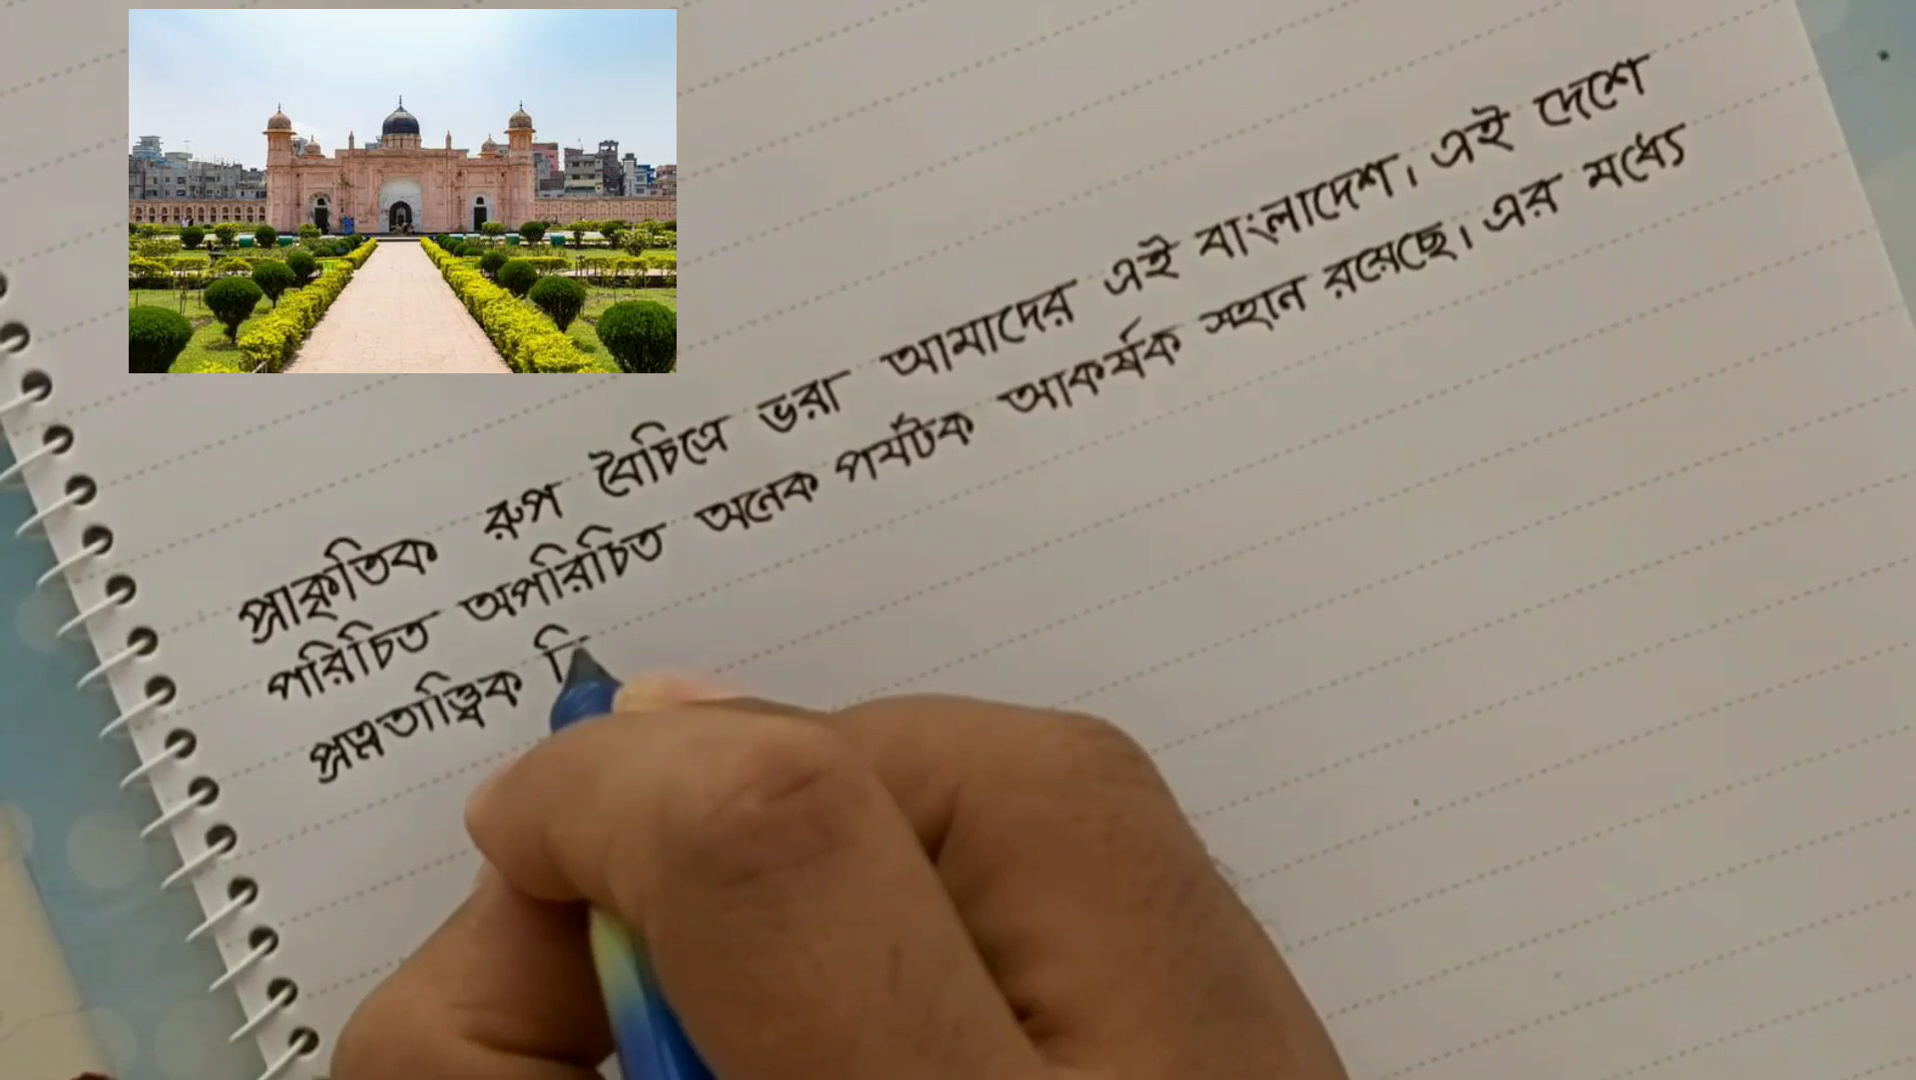 প্রাকৃতিক রুপ বৈচিত্রে ভরা আমাদের এই বাংলাদেশ। এই দেশে
পরিচিত অপরিচিত অনেক পর্যটক আকর্ষক স্হান রয়েছে। এর মধ্যে
প্রত্নতাত্ত্বিক